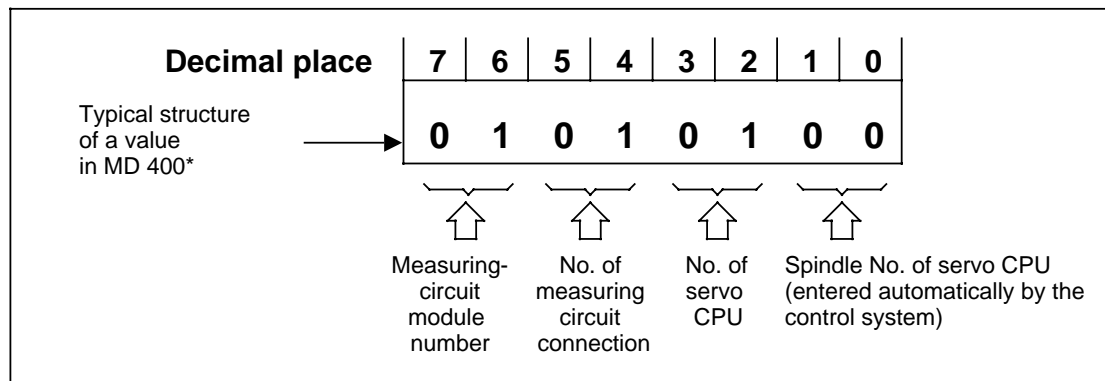 Decimal place 7 6 5 4 3 2 1 0
Typical structure
of a value
in MD 400*
0 1 0 1 0 1 0 0
Measuring-
circuit
module
number
No. of
measuring
circuit
connection
No. of
servo
CPU
Spindle No. of servo CPU
(entered automatically by the
control system)